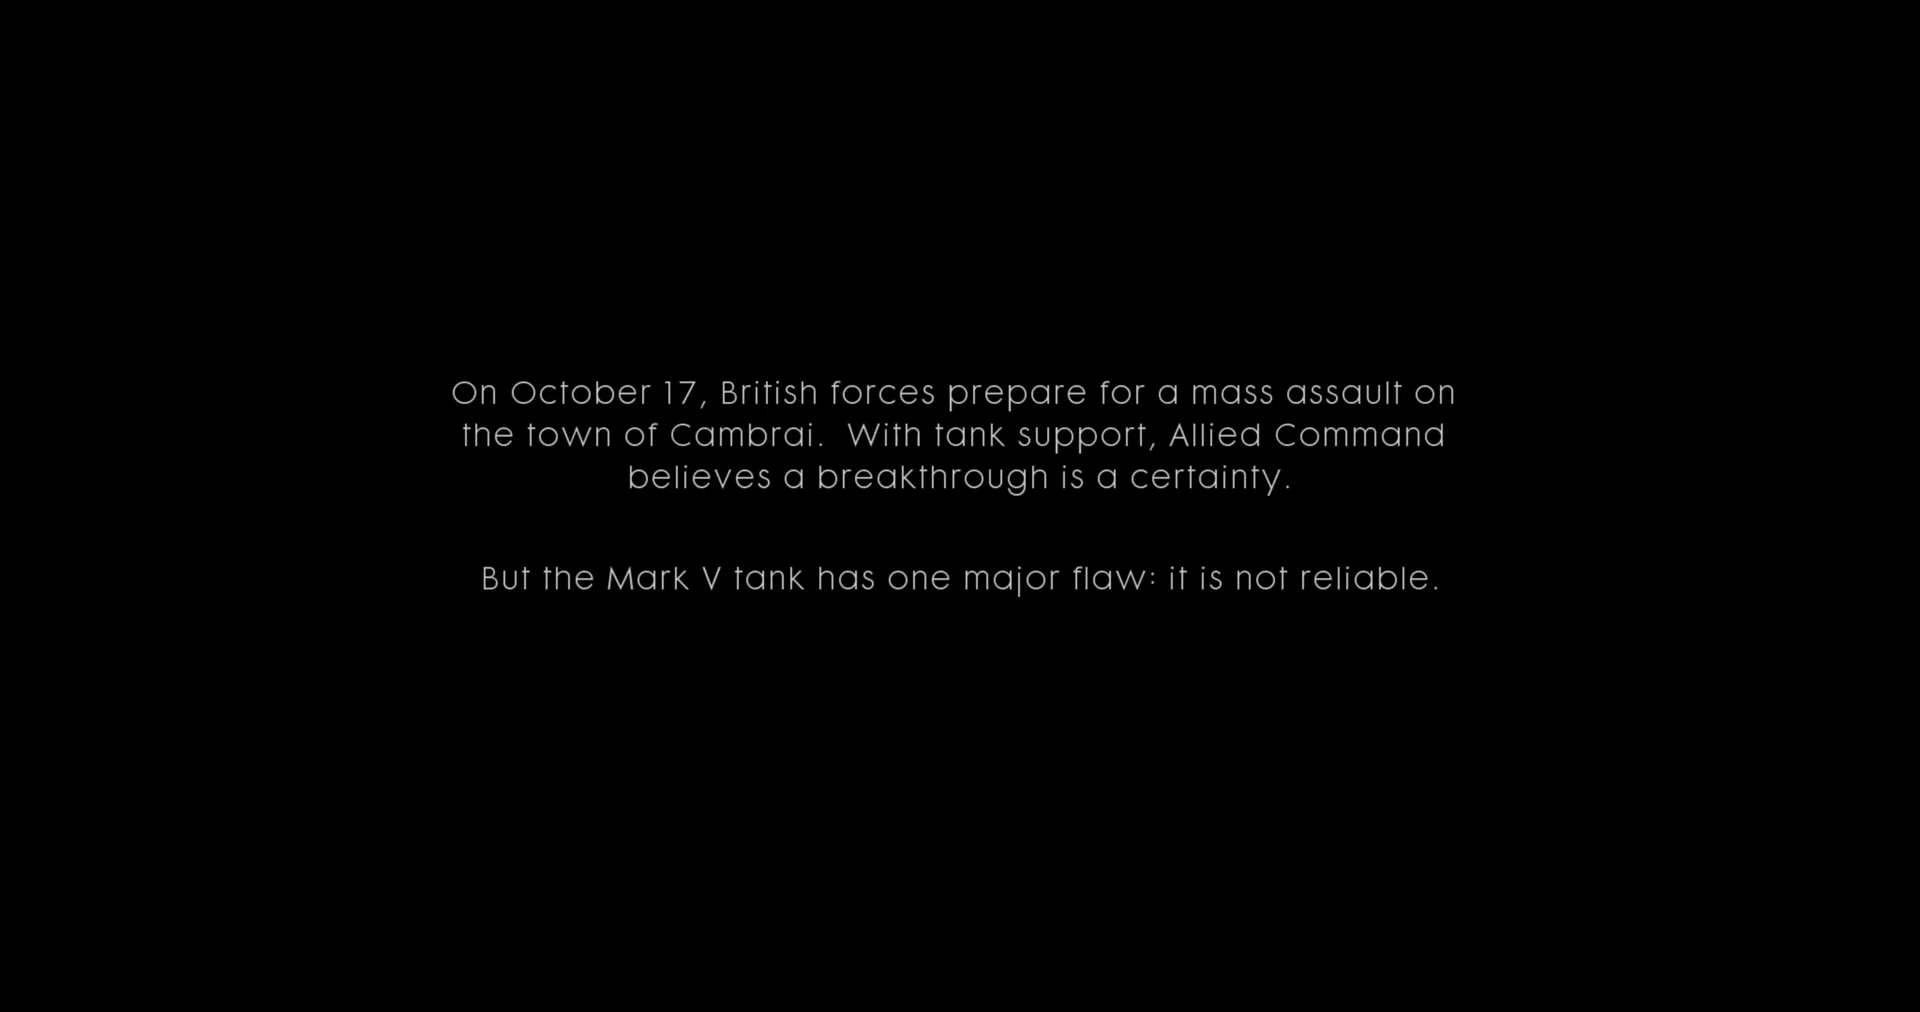 On October 17, British forces prepare for a mass assault on
the town of Cambrai.  With tank support, Allied Command
believes a breakthrough is a certainty.
But the Mark V tank has one major flaw: it is not reliable.